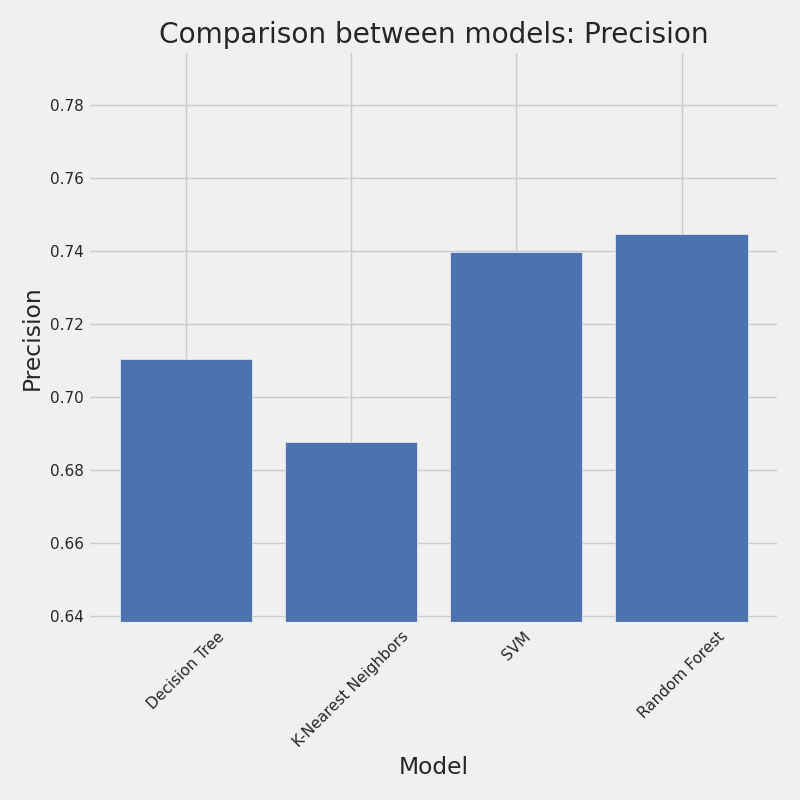 Comparison between models: Precision
0.78
0.76
0.74
0.72
0.70
0.68
0.66
0.64
Precision
Decision Tree
K-Nearest Neighbors
SVM
Random Forest
Model